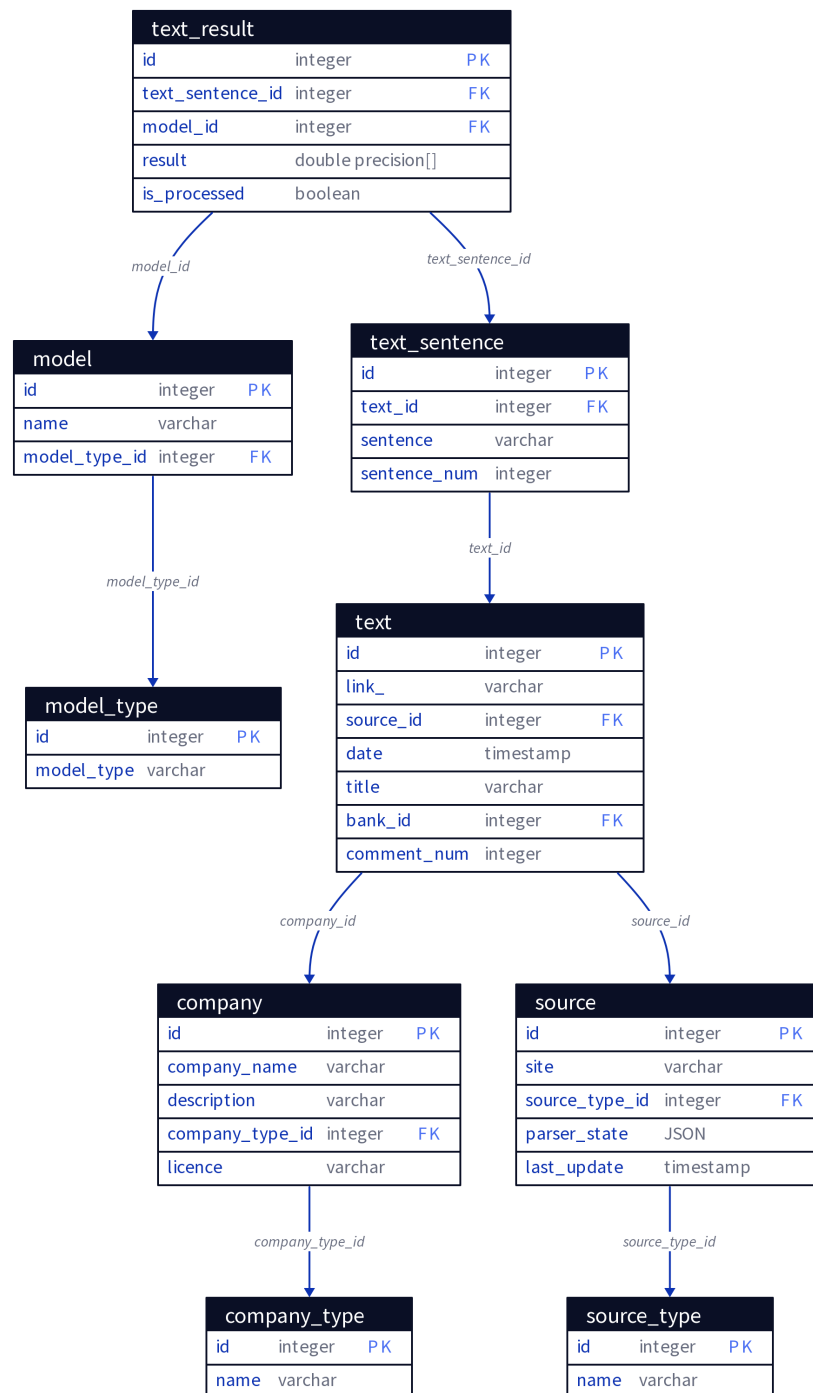 text_result
id integer PK
text_sentence_id integer FK
model_id integer FK
result double precision[]
is_processed boolean
model_id
text_sentence_id
model
id integer PK
name varchar
model_type_id integer FK
text_sentence
id integer PK
text_id integer FK
sentence varchar
sentence_num integer
model_type_id
text_id
model_type
id integer PK
model_type varchar
text
id integer PK
link_ varchar
source_id integer FK
date timestamp
title varchar
bank_id integer FK
comment_num integer
company_id
source_id
company
id integer PK
company_name varchar
description varchar
company_type_id integer FK
licence varchar
source
id integer PK
site varchar
source_type_id integer FK
parser_state JSON
last_update timestamp
company_type_id
source_type_id
company_type
id integer PK
name varchar
source_type
id integer PK
name varchar